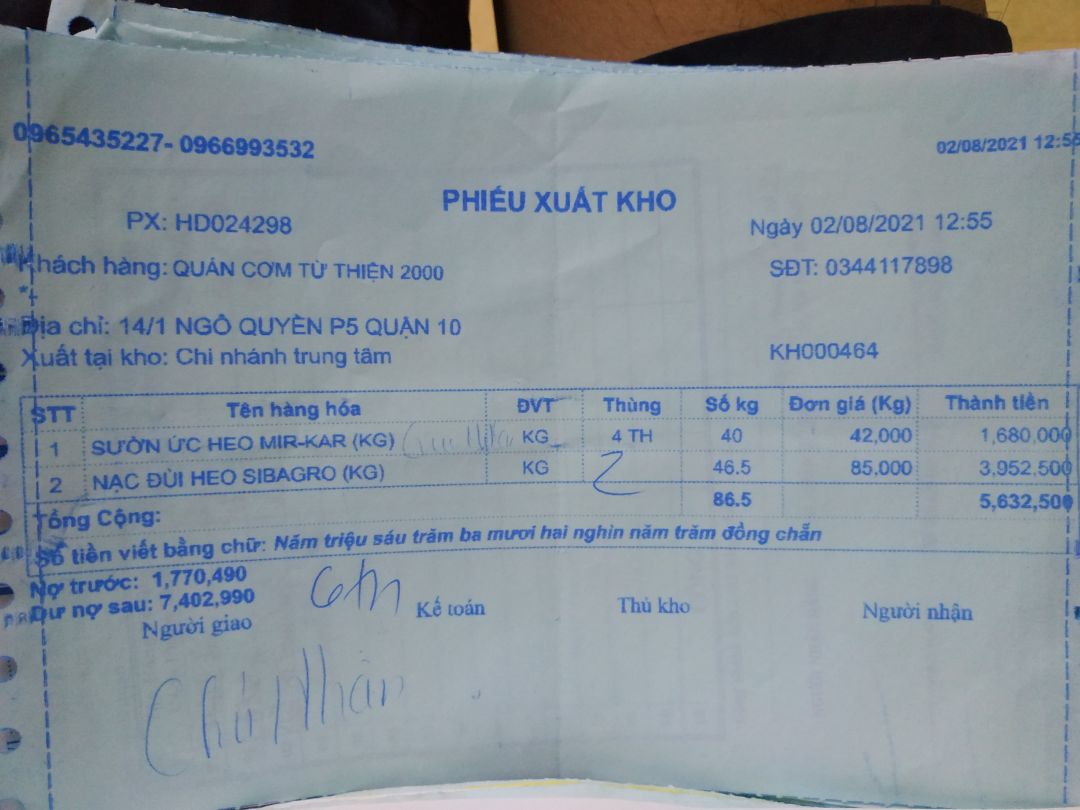 0965435227- 0966993532
02/08/2021 12:55
PHIẾU XUẤT KHO
PX: HD024298
Ngày 02/08/2021 12:55
Khách hàng: QUÁN CƠM TỪ THIỆN 2000
SĐT: 0344117898
Địa chỉ: 14/1 NGÔ QUYỀN P5 QUẬN 10
Xuất tại kho: Chi nhánh trung tâm
KH000464
STT Tên hàng hóa ĐVT Thùng Số kg Đơn giá (Kg) Thành tiền
1 SƯỜN ỨC HEO MIR-KAR (KG) KG 4 TH 40 42,000 1,680,000
2 NẠC ĐÙI HEO SIBAGRO (KG) KG 2 46.5 85.000 3,952,500
Tổng Cộng: 86.5 5,632,500
Số tiền viết bằng chữ: Năm triệu sáu trăm ba mươi hai nghìn năm trăm đồng chẵn
Nợ trước: 1,770,490
Dư nợ sau: 7,402,990
6th
Người giao Kế toán Thủ kho Người nhận
Chú Nhân